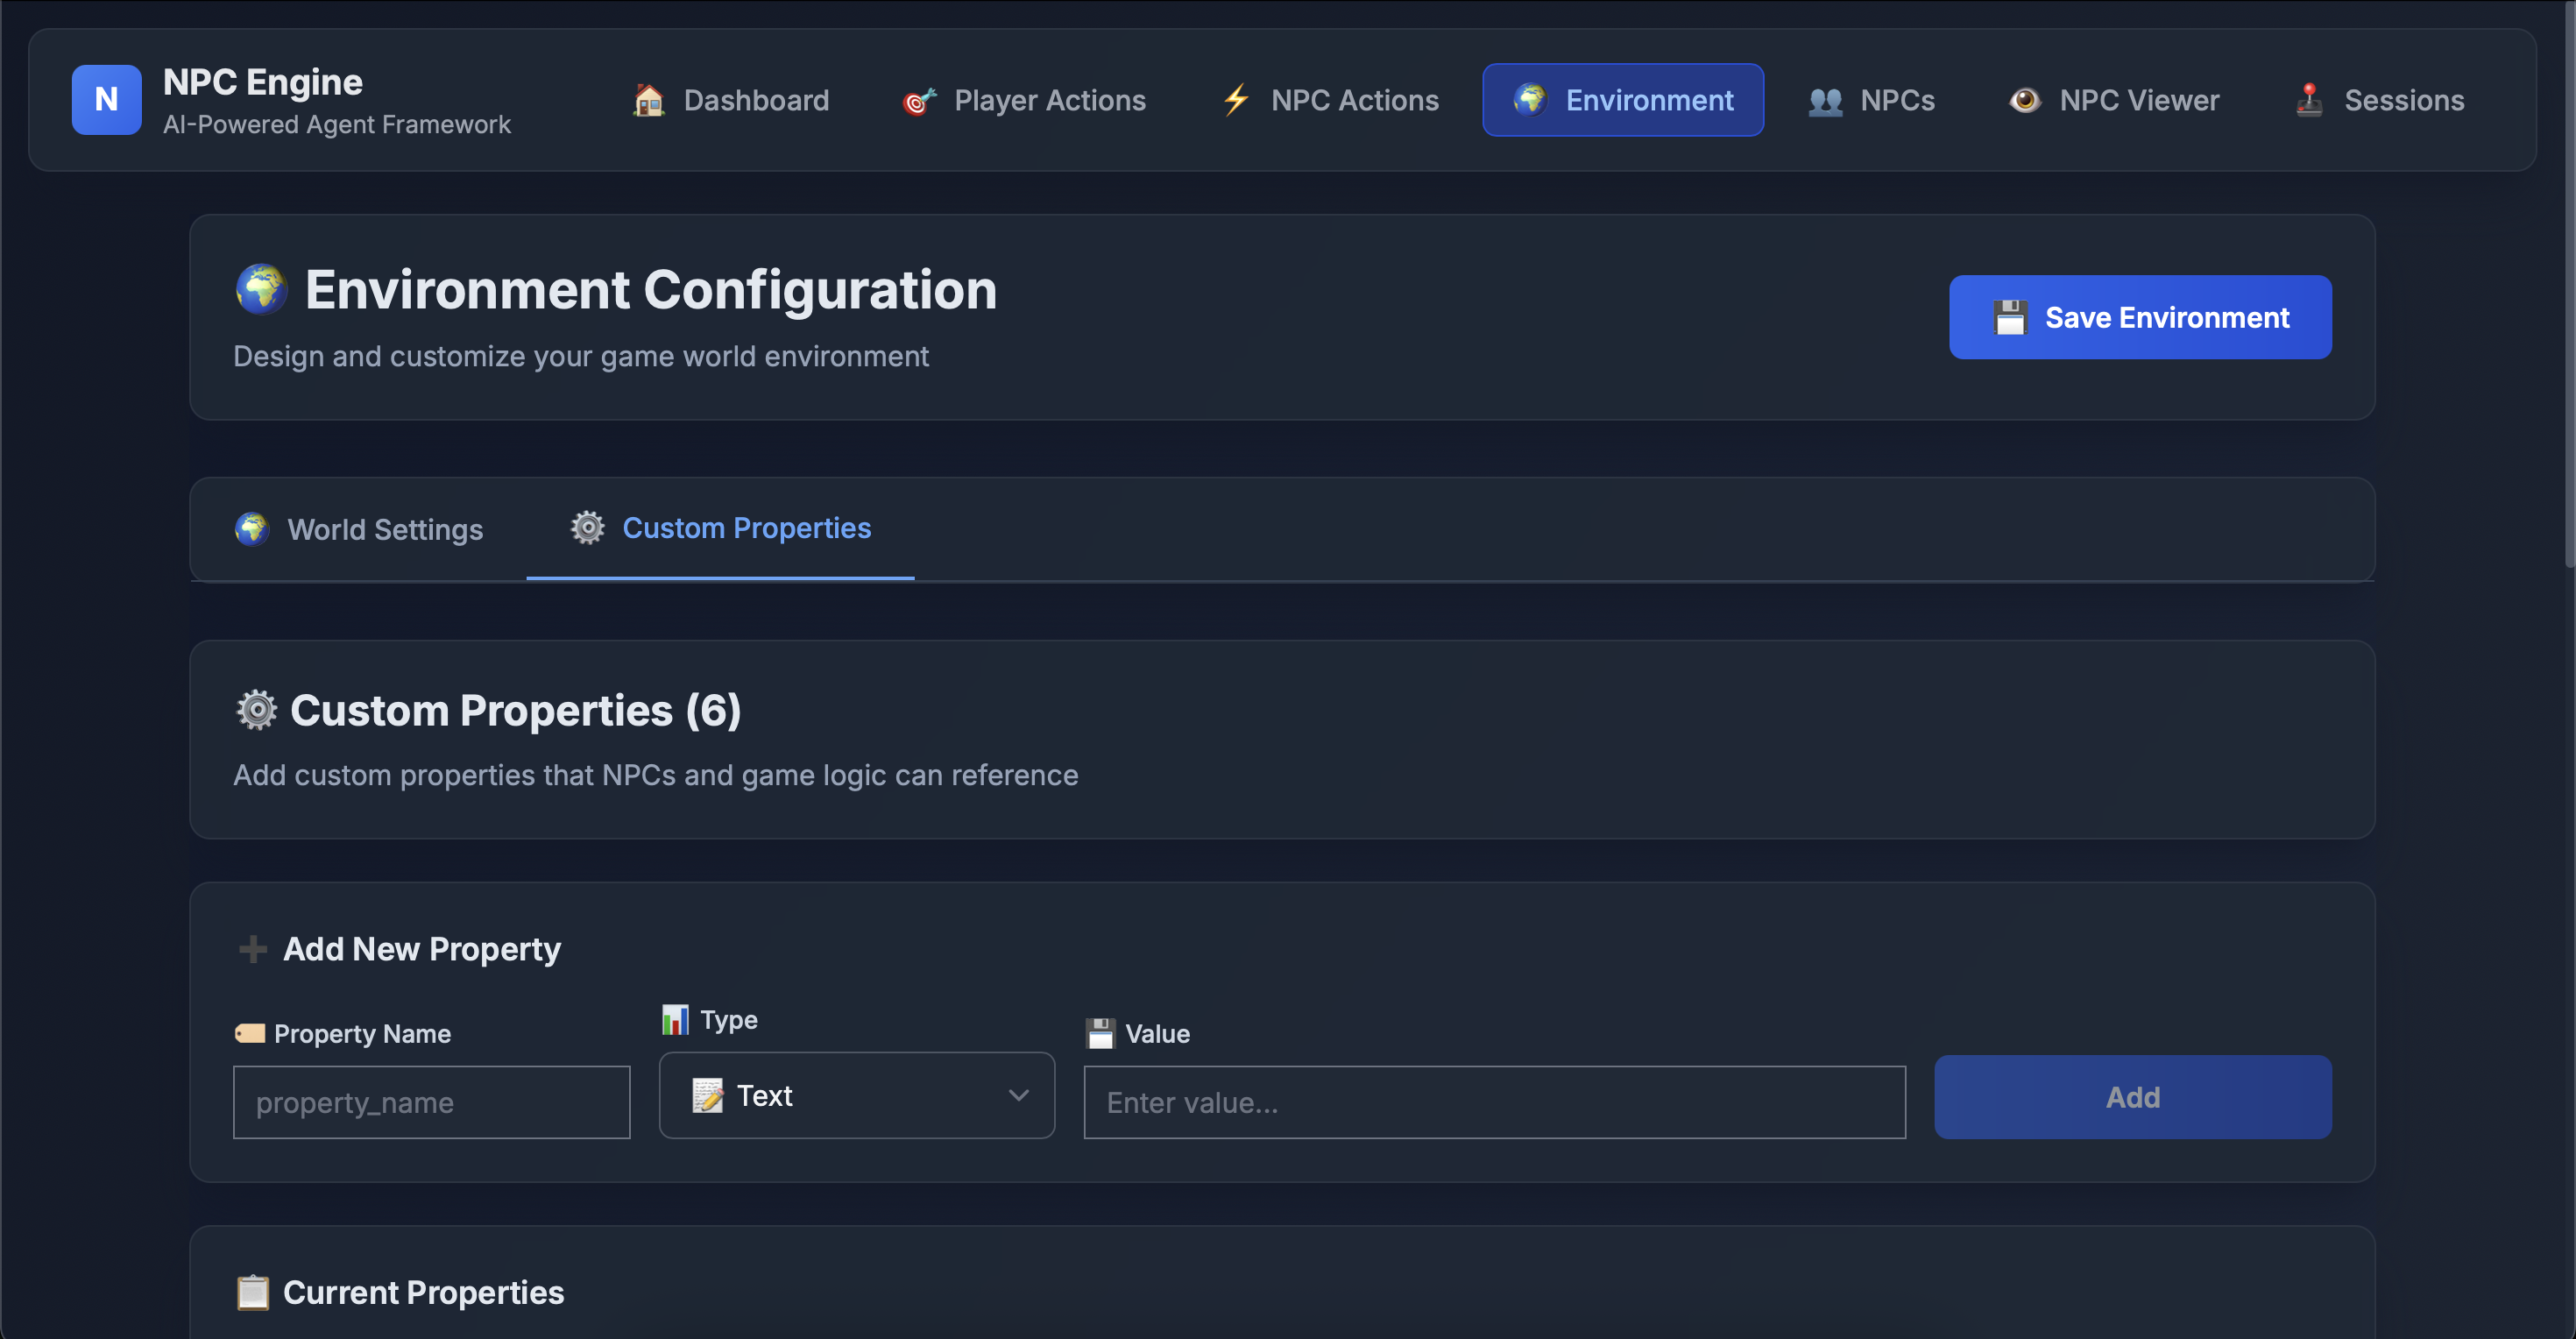 N
NPC Engine
AI-Powered Agent Framework
Dashboard
Player Actions
NPC Actions
Environment
NPCs
NPC Viewer
Sessions
Environment Configuration
Design and customize your game world environment
Save Environment
World Settings
Custom Properties
Custom Properties (6)
Add custom properties that NPCs and game logic can reference
Add New Property
Property Name
Type
Value
property_name
Text
Enter value...
Add
Current Properties